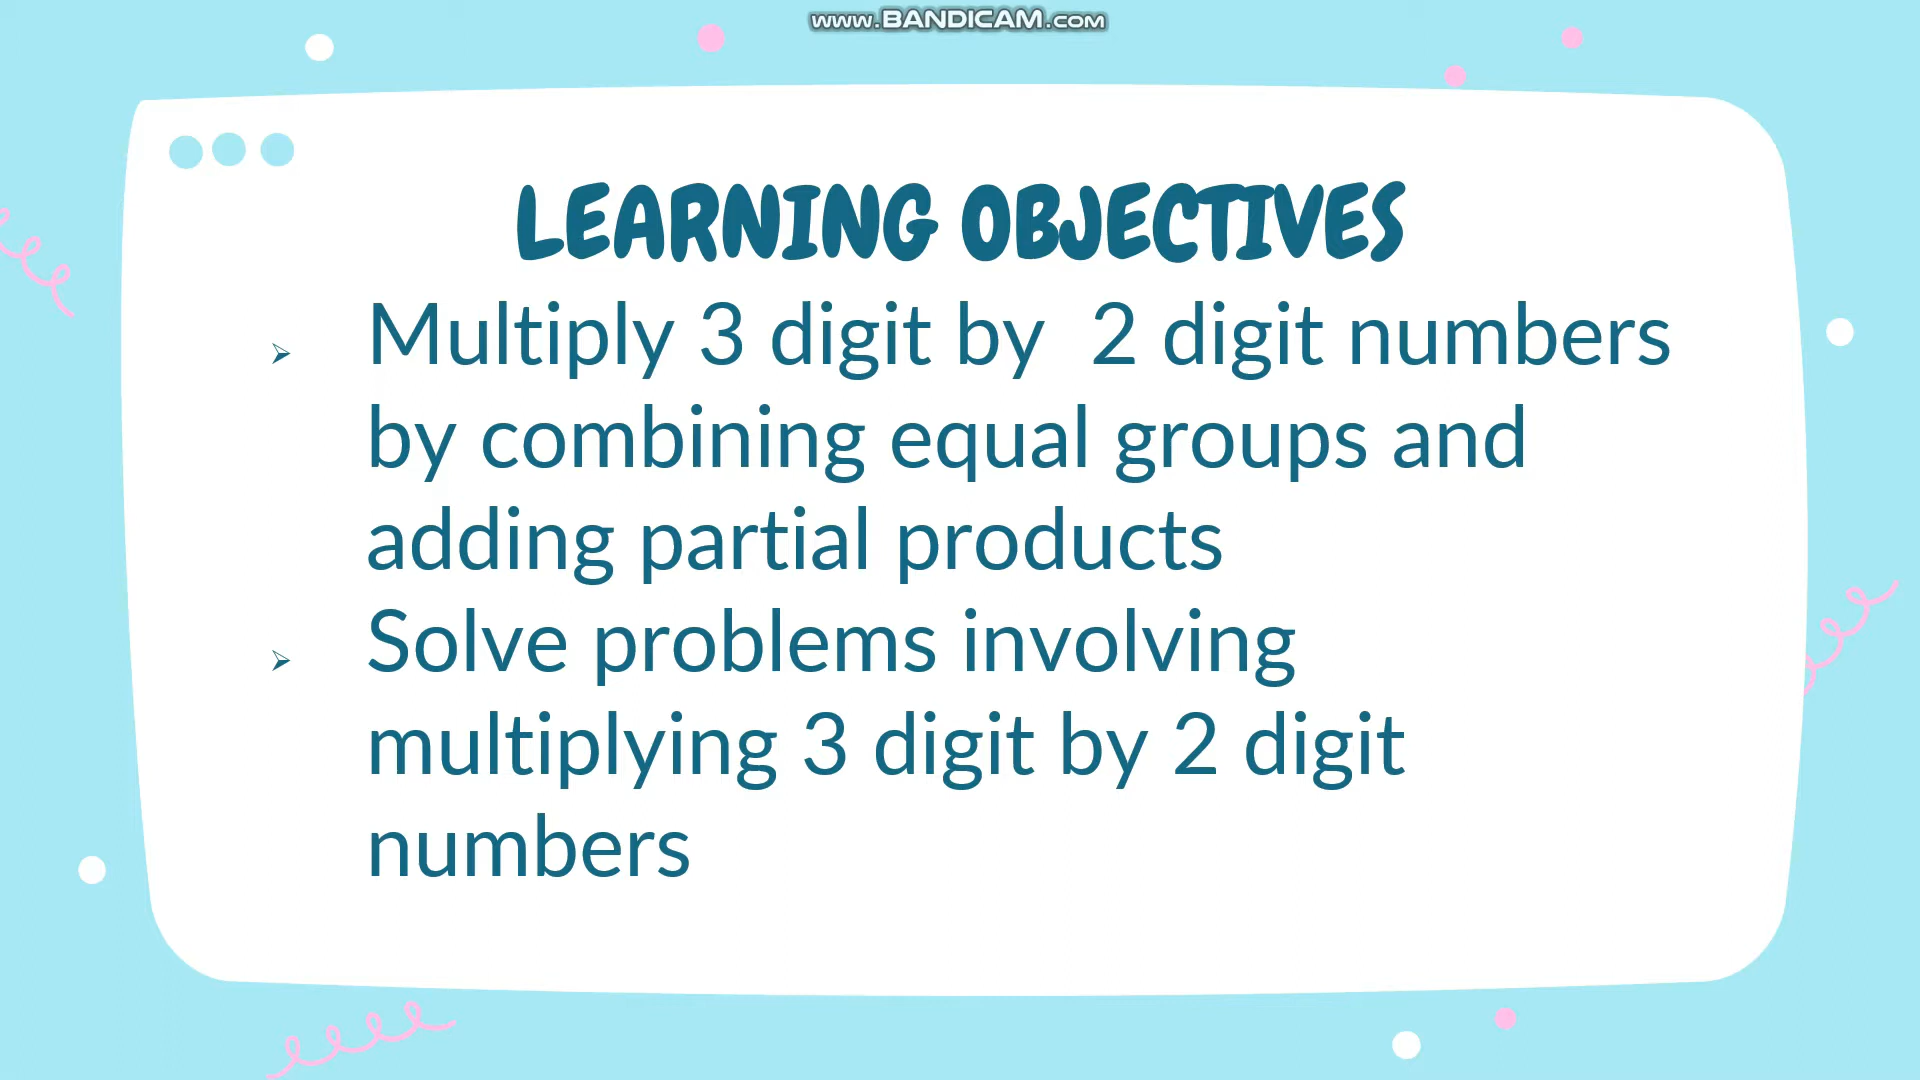 www.BANDICAM.com
LEARNING OBJECTIVES
➢ Multiply 3 digit by  2 digit numbers
by combining equal groups and
adding partial products
➢ Solve problems involving
multiplying 3 digit by 2 digit
numbers